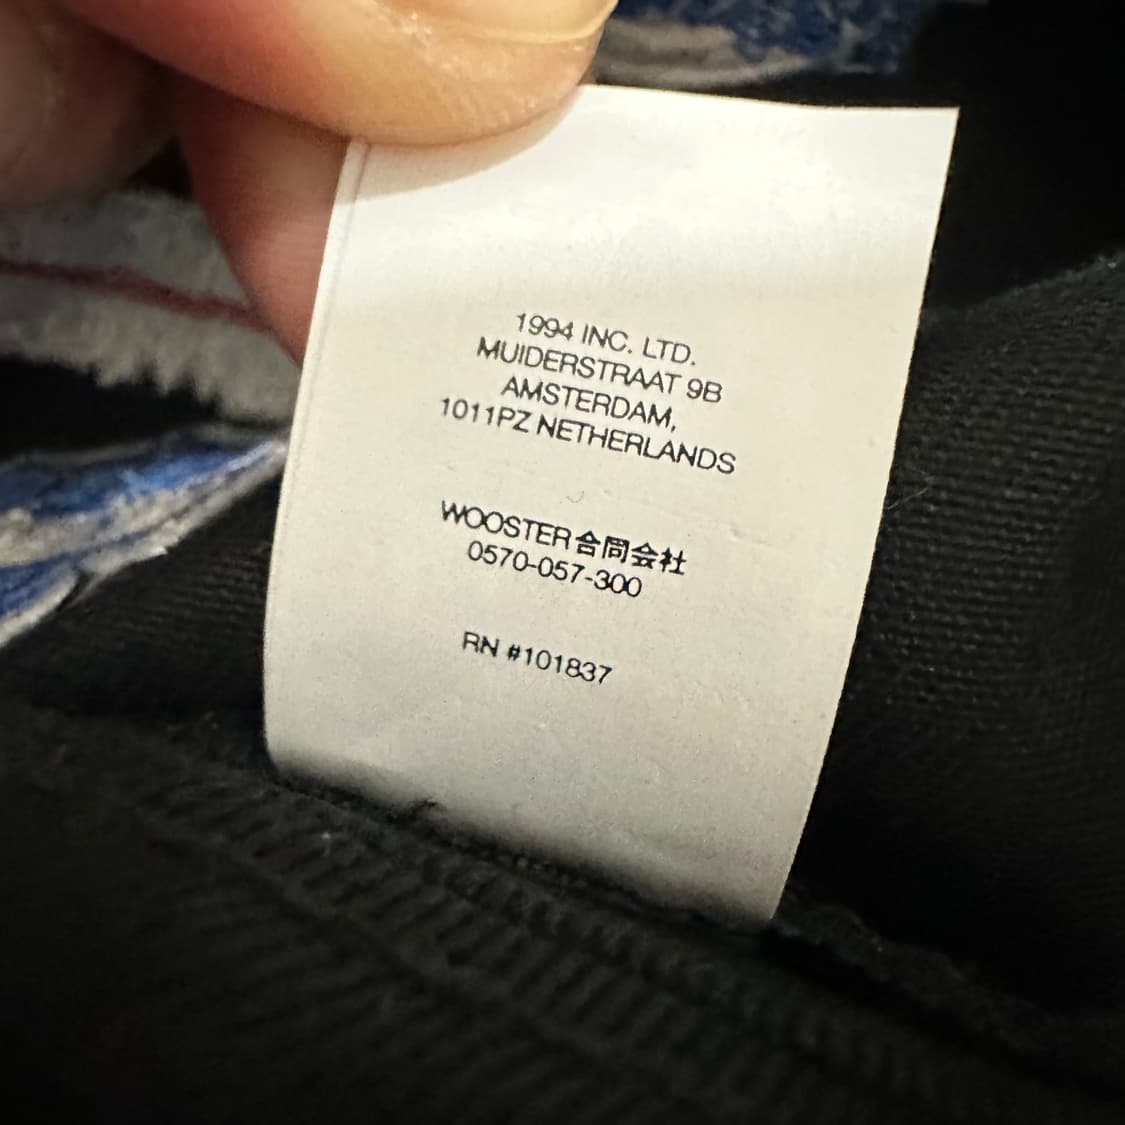 1994 INC. LTD.
MUIDERSTRAAT 9B
AMSTERDAM,
1011PZ NETHERLANDS
WOOSTER合同会社
0570-057-300
RN #101837